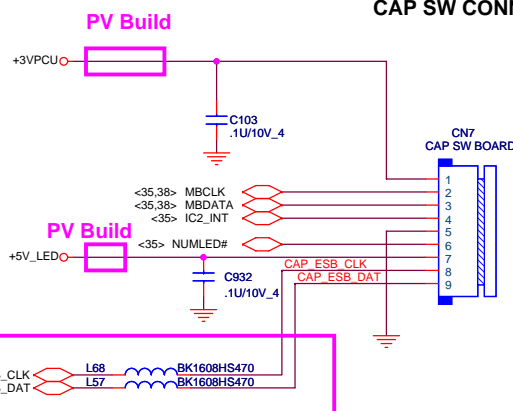 CAP SW CONN
PV Build
+3VPCU
C103
.1U/10V_4
CN7
CAP SW BOARD
1
2
3
4
5
6
7
8
9
<35,38> MBCLK
<35,38> MBDATA
<35> IC2_INT
<35> NUMLED#
PV Build
+5V_LED
C932
.1U/10V_4
CAP_ESB_CLK
CAP_ESB_DAT
_CLK
_DAT
L68
BK1608HS470
L57
BK1608HS470